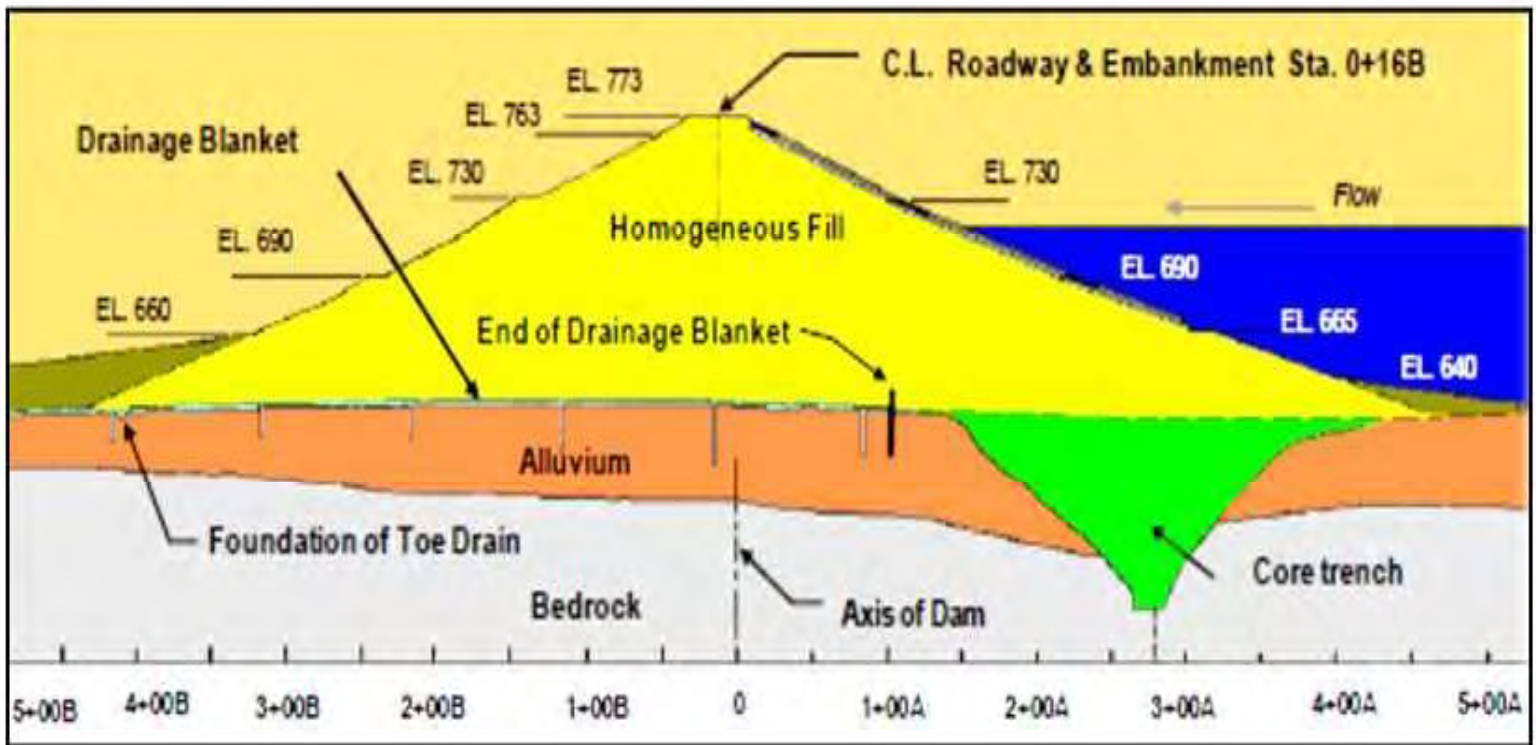 C.L. Roadway & Embankment Sta. 0+16B
EL. 773
EL. 763
Drainage Blanket
EL. 730
EL. 730
Flow
Homogeneous Fill
EL. 690
EL. 690
EL. 660
EL. 665
End of Drainage Blanket
EL. 640
Alluvium
Foundation of Toe Drain
Core trench
Bedrock
Axis of Dam
5+00B 4+00B 3+00B 2+00B 1+00B 0 1+00A 2+00A 3+00A 4+00A 5+00A